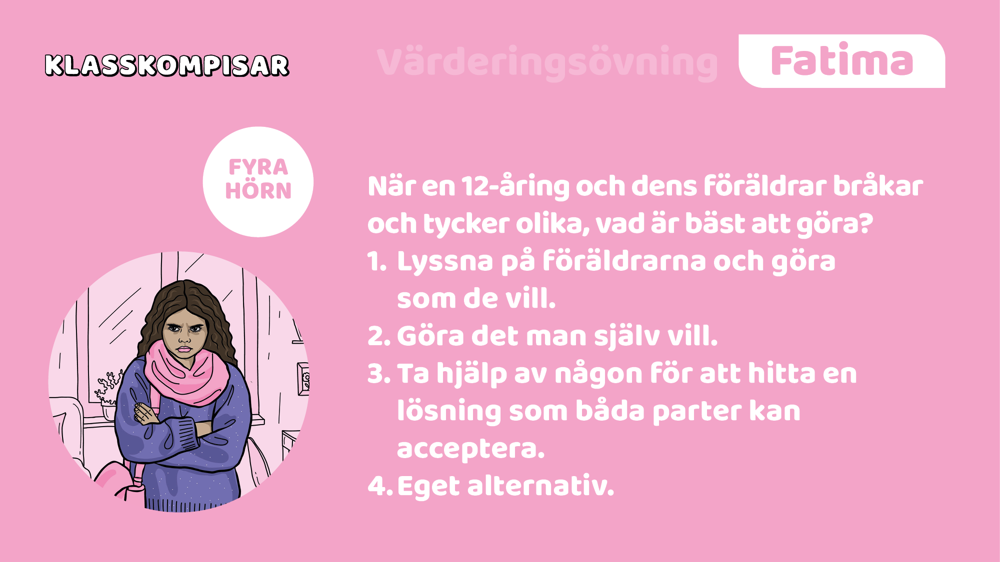 KLASSKOMPISAR
Värderingsövning
Fatima
FYRA
HÖRN
När en 12-åring och dens föräldrar bråkar
och tycker olika, vad är bäst att göra?
1. Lyssna på föräldrarna och göra
som de vill.
2. Göra det man själv vill.
3. Ta hjälp av någon för att hitta en
lösning som båda parter kan
acceptera.
4. Eget alternativ.